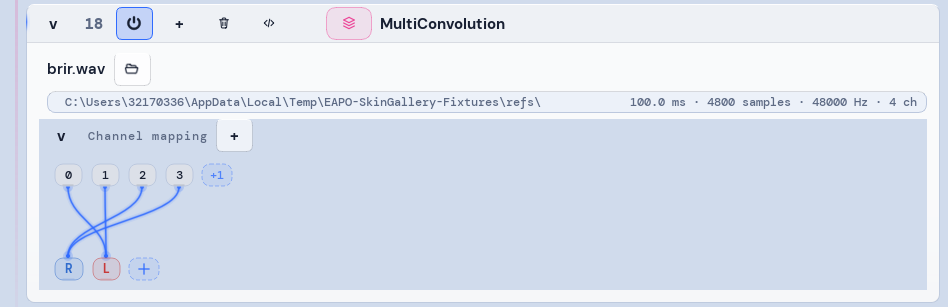 v 18 + </> MultiConvolution
brir.wav
C:\Users\32170336\AppData\Local\Temp\EAPO-SkinGallery-Fixtures\refs\ 100.0 ms · 4800 samples · 48000 Hz · 4 ch
v Channel mapping +
0 1 2 3 +1
R L +